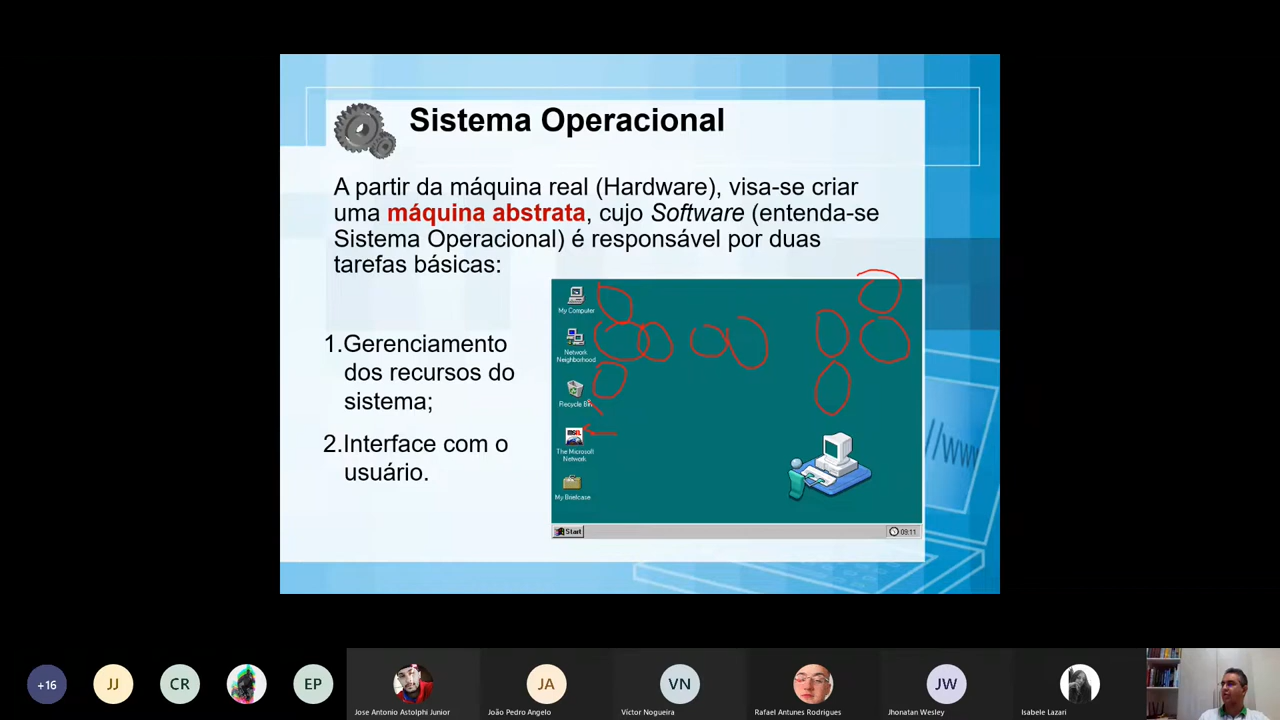 Sistema Operacional
A partir da máquina real (Hardware), visa-se criar
uma máquina abstrata, cujo Software (entenda-se
Sistema Operacional) é responsável por duas
tarefas básicas:
1.Gerenciamento
dos recursos do
sistema;
2.Interface com o
usuário.
My Computer
Network
Neighborhood
Recycle Bin
msn
The Microsoft
Network
My Briefcase
Start
09:11
//www
+16
JJ
CR
EP
Jose Antonio Astolphi Junior
JA
João Pedro Angelo
VN
Víctor Nogueira
Rafael Antunes Rodrigues
JW
Jhonatan Wesley
Isabele Lazari